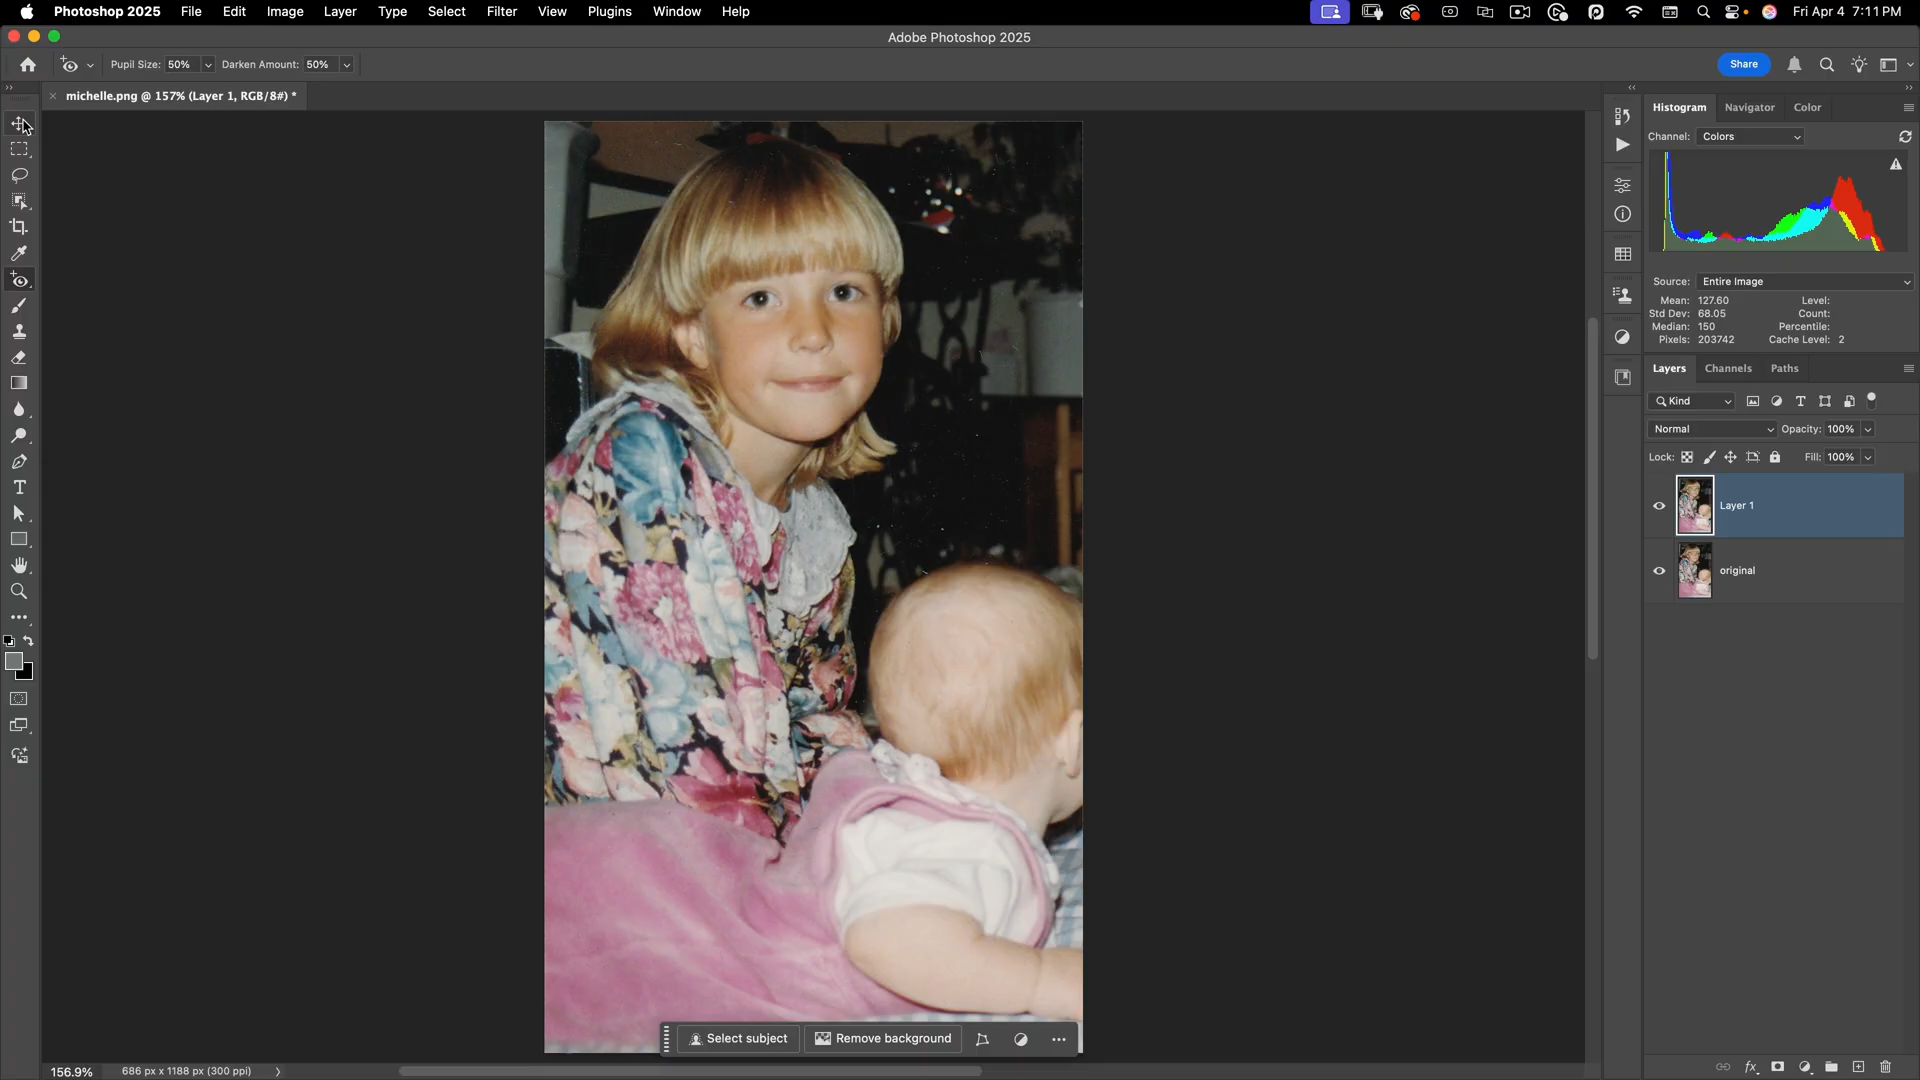 Photoshop 2025 File Edit Image Layer Type Select Filter View Plugins Window Help Fri Apr 4 7:11 PM
Adobe Photoshop 2025
Pupil Size: 50% Darken Amount: 50% Share
michelle.png @ 157% (Layer 1, RGB/8#) *
Histogram Navigator Color
Channel: Colors
Source: Entire Image
Mean: 127.60 Level:
Std Dev: 68.05 Count:
Median: 150 Percentile:
Pixels: 203742 Cache Level: 2
Layers Channels Paths
Kind
Normal Opacity: 100%
Lock: Fill: 100%
Layer 1
original
Select subject Remove background
156.9% 686 px x 1188 px (300 ppi)